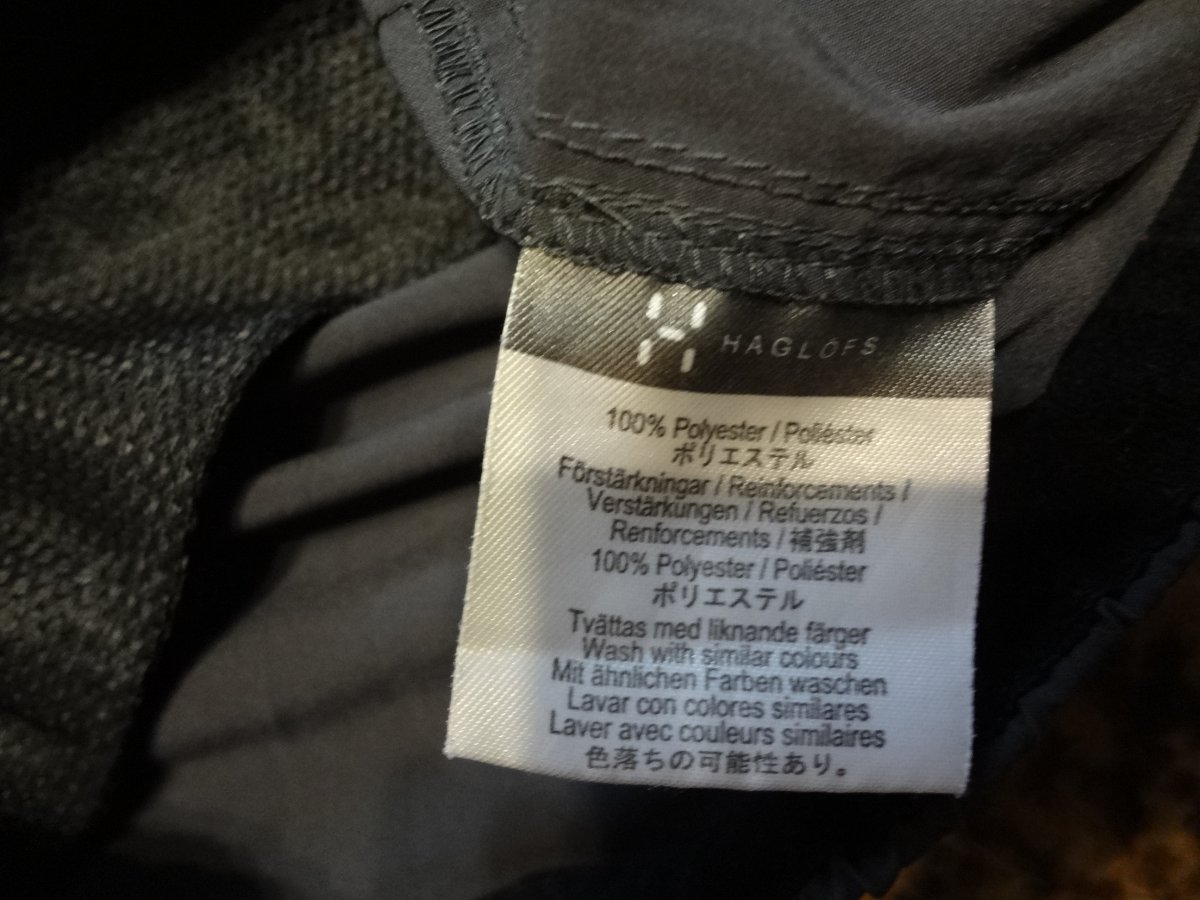 HAGLÖFS
100% Polyester / Poliéster
ポリエステル
Förstärkningar / Reinforcements /
Verstärkungen / Refuerzos /
Renforcements / 補強剤
100% Polyester / Poliéster
ポリエステル
Tvättas med liknande färger
Wash with similar colours
Mit ähnlichen Farben waschen
Lavar con colores similares
Laver avec couleurs similaires
色落ちの可能性あり。